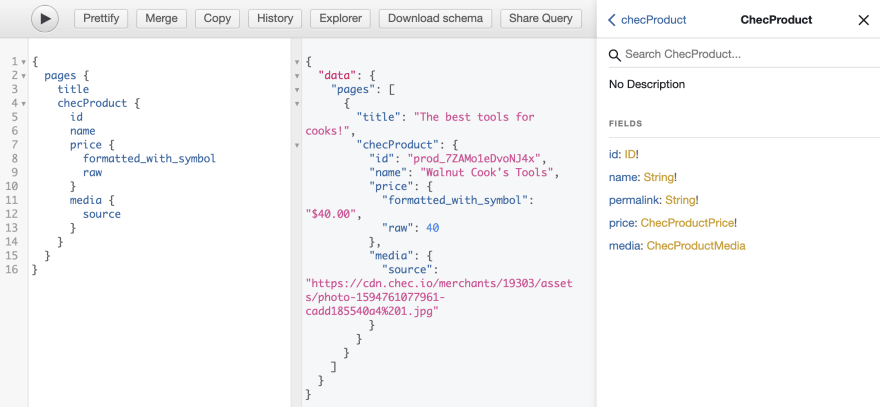 Prettify Merge Copy History Explorer Download schema Share Query
1 {
2 pages {
3 title
4 checProduct {
5 id
6 name
7 price {
8 formatted_with_symbol
9 raw
10 }
11 media {
12 source
13 }
14 }
15 }
16 }
{
"data": {
"pages": [
{
"title": "The best tools for
cooks!",
"checProduct": {
"id": "prod_7ZAMo1eDvoNJ4x",
"name": "Walnut Cook's Tools",
"price": {
"formatted_with_symbol":
"$40.00",
"raw": 40
},
"media": {
"source":
"https://cdn.chec.io/merchants/19303/asset
s/photo-1594761077961-
cadd185540a4%201.jpg"
}
}
}
]
}
}
checProduct ChecProduct
Search ChecProduct...
No Description
FIELDS
id: ID!
name: String!
permalink: String!
price: ChecProductPrice!
media: ChecProductMedia